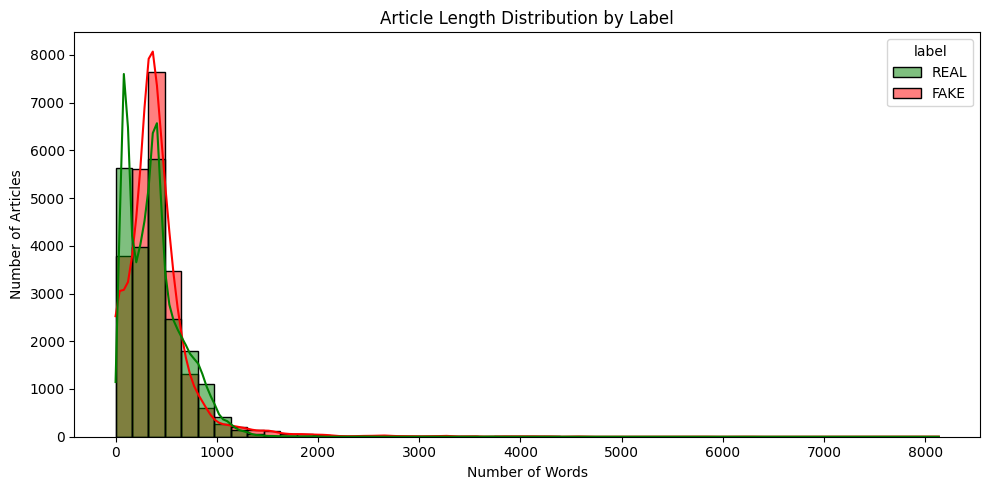 Article Length Distribution by Label
label
REAL
FAKE
Number of Articles
8000
7000
6000
5000
4000
3000
2000
1000
0
0 1000 2000 3000 4000 5000 6000 7000 8000
Number of Words